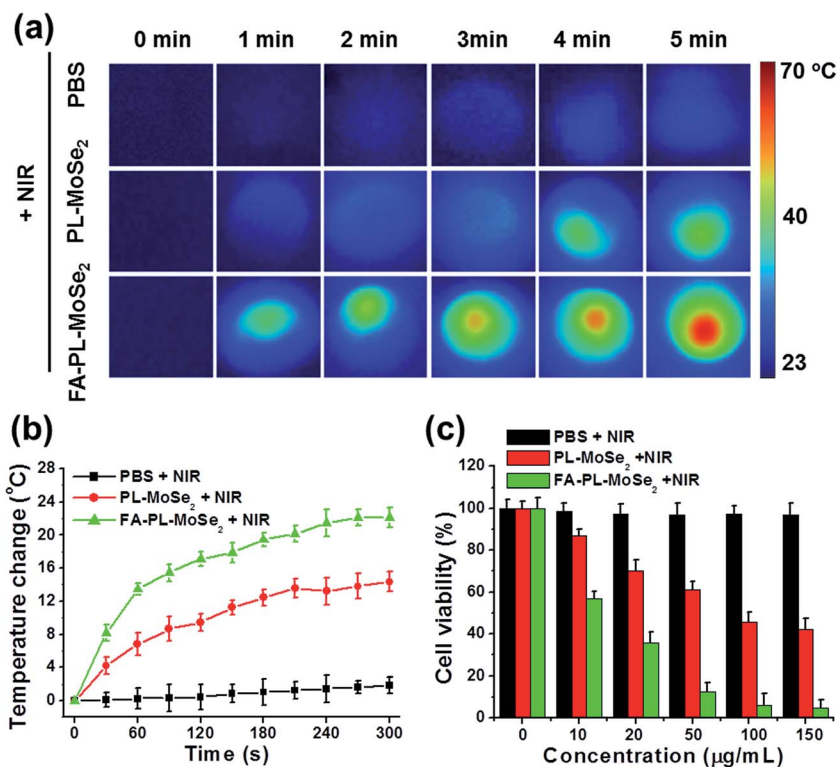 (a)
0 min 1 min 2 min 3min 4 min 5 min
+ NIR
PBS
PL-MoSe₂
FA-PL-MoSe₂
70 ºC
40
23
(b)
Temperature change (°C)
28
24
20
16
12
8
4
0
PBS + NIR
PL-MoSe₂ + NIR
FA-PL-MoSe₂ + NIR
0 60 120 180 240 300
Time (s)
(c)
PBS + NIR
PL-MoSe₂ +NIR
FA-PL-MoSe₂ +NIR
Cell viability (%)
120
100
80
60
40
20
0
0 10 20 50 100 150
Concentration (μg/mL)